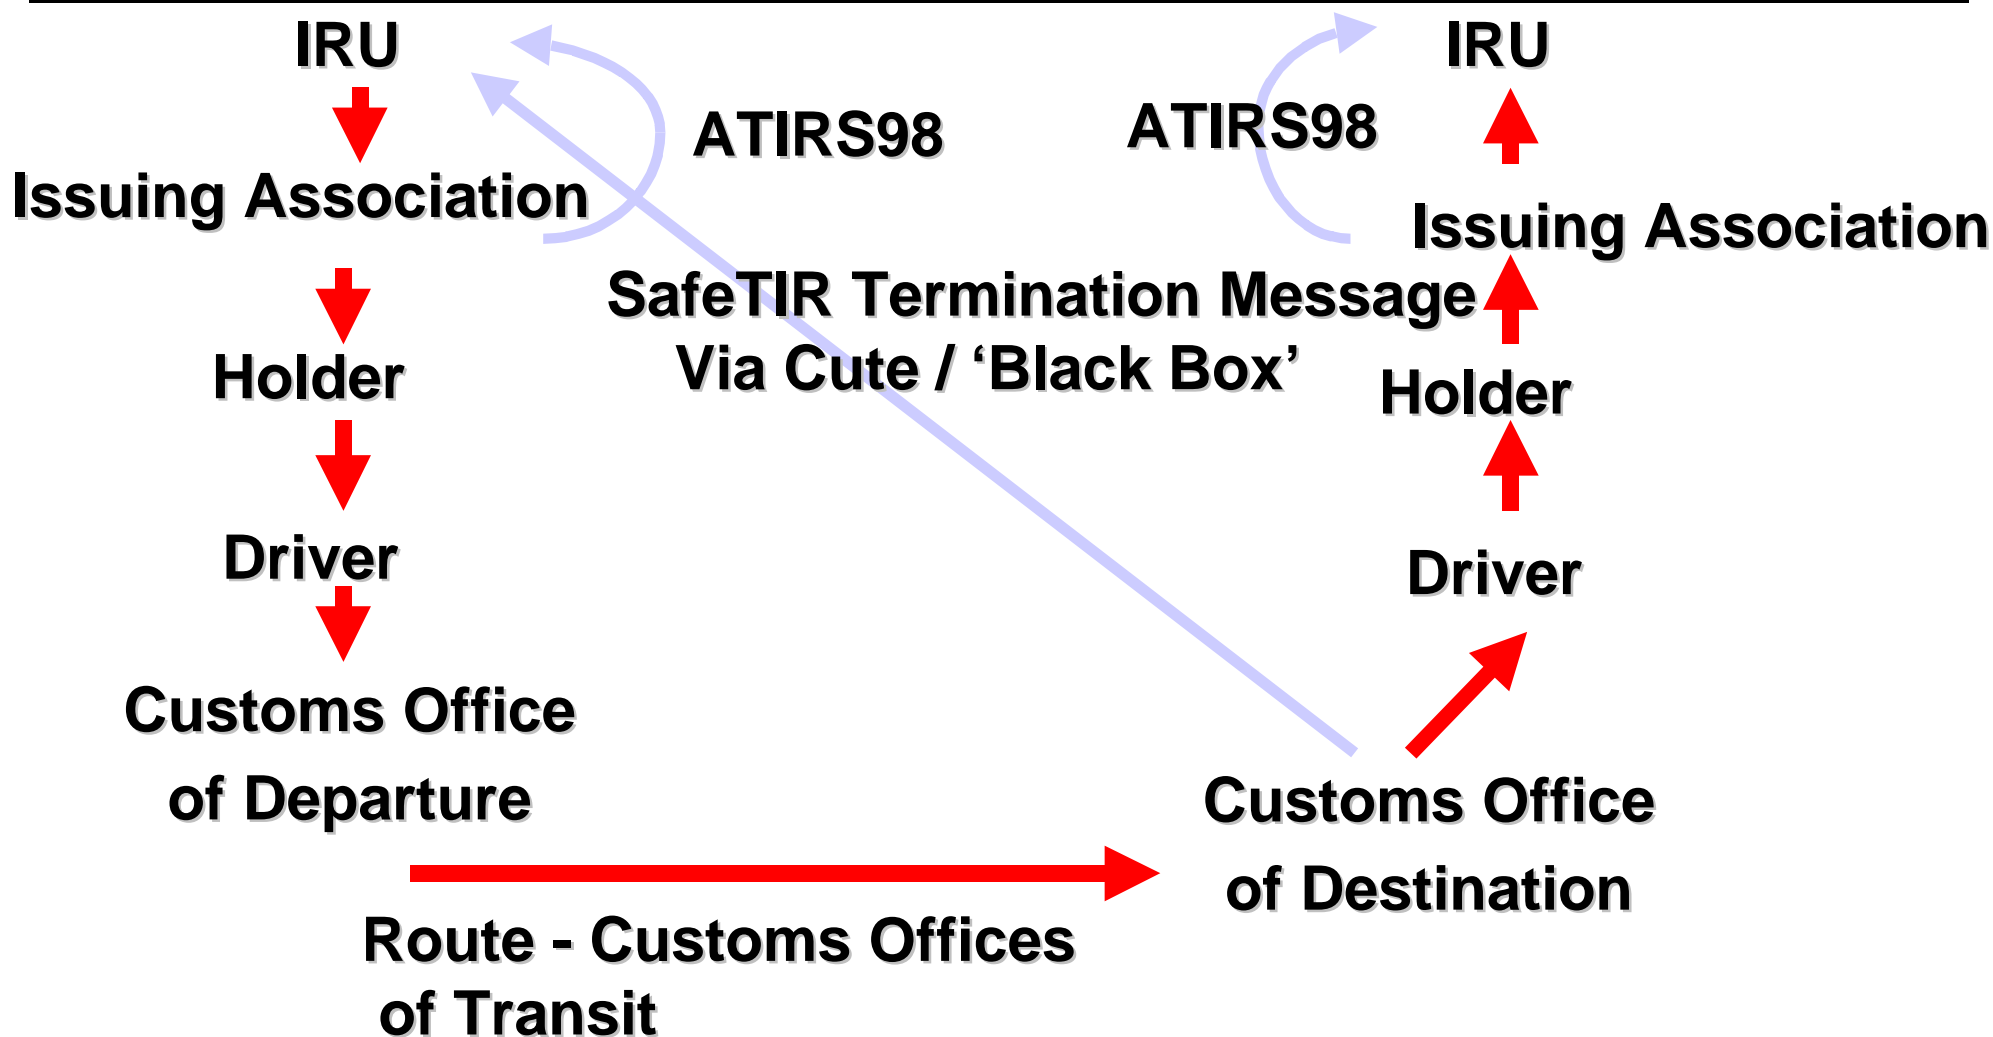 IRU
IRU
ATIRS98
ATIRS98
Issuing Association
Issuing Association
SafeTIR Termination Message
Via Cute / ‘Black Box’
Holder
Holder
Driver
Driver
Customs Office
of Departure
Customs Office
of Destination
Route - Customs Offices
of Transit